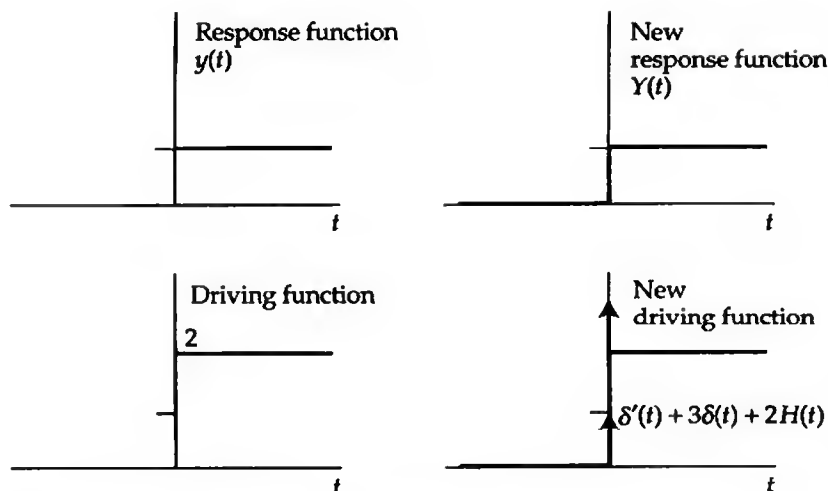 Response function
y(t)
t
New
response function
Y(t)
t
Driving function
2
t
New
driving function
δ′(t) + 3δ(t) + 2H(t)
t